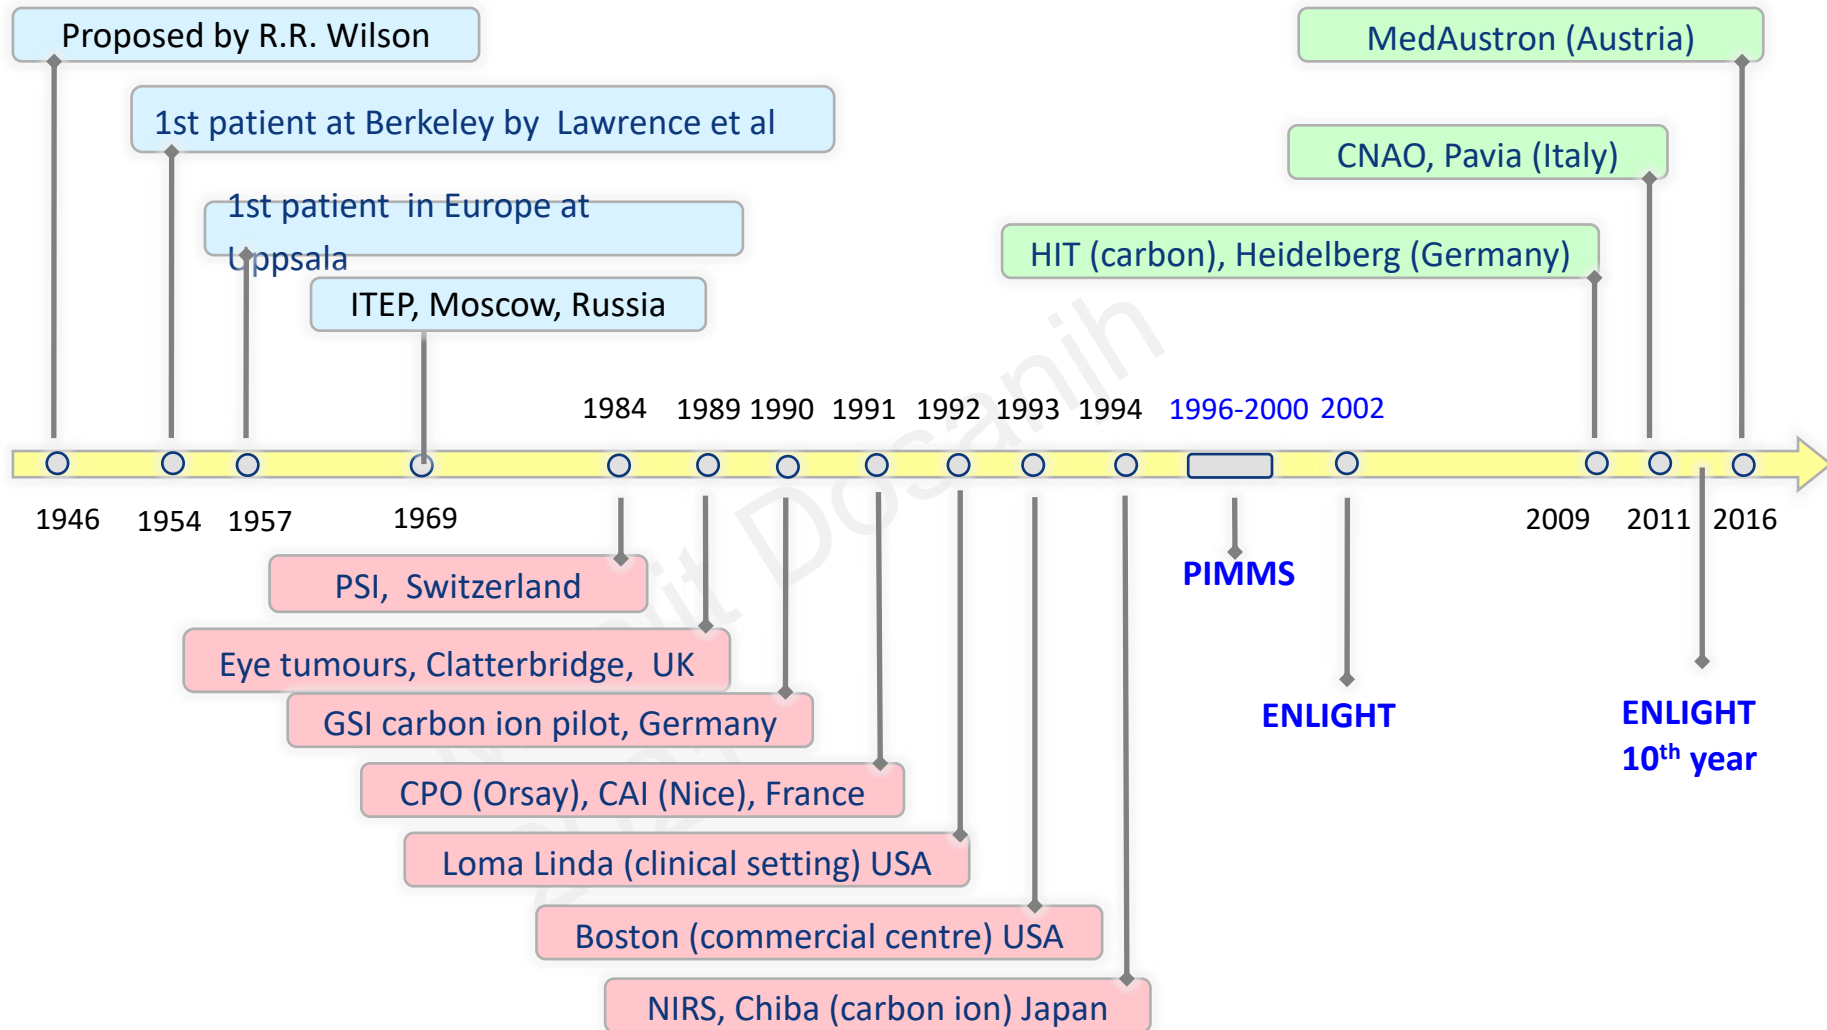 Proposed by R.R. Wilson
MedAustron (Austria)
1st patient at Berkeley by Lawrence et al
CNAO, Pavia (Italy)
1st patient in Europe at
Uppsala
HIT (carbon), Heidelberg (Germany)
ITEP, Moscow, Russia
1984 1989 1990 1991 1992 1993 1994 1996-2000 2002
1946 1954 1957 1969 2009 2011 2016
PSI, Switzerland
PIMMS
Eye tumours, Clatterbridge, UK
GSI carbon ion pilot, Germany
ENLIGHT
ENLIGHT
10th year
CPO (Orsay), CAI (Nice), France
Loma Linda (clinical setting) USA
Boston (commercial centre) USA
NIRS, Chiba (carbon ion) Japan
Dosanjh